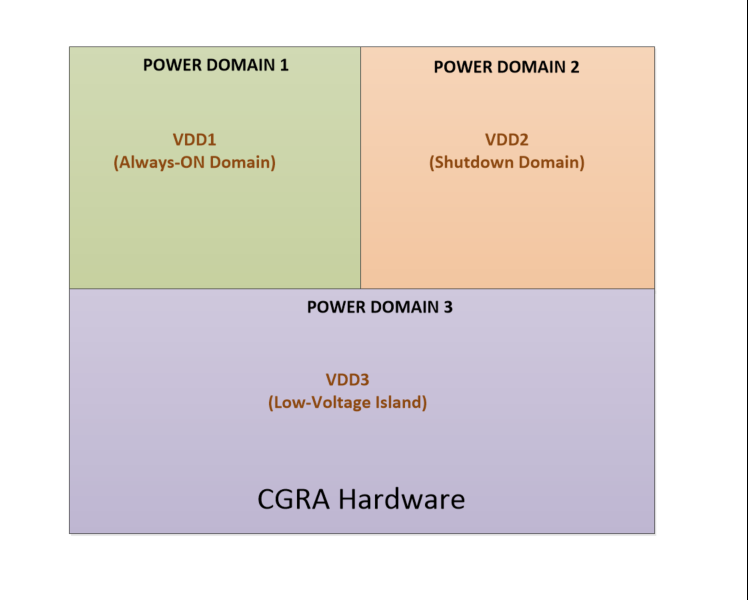 POWER DOMAIN 1
VDD1
(Always-ON Domain)
POWER DOMAIN 2
VDD2
(Shutdown Domain)
POWER DOMAIN 3
VDD3
(Low-Voltage Island)
CGRA Hardware